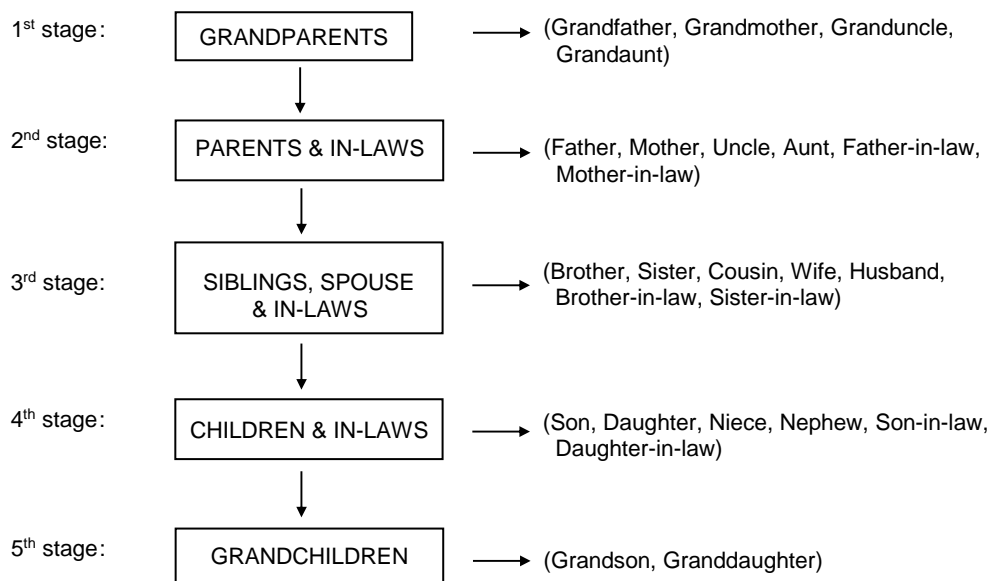 1st stage: GRANDPARENTS (Grandfather, Grandmother, Granduncle,
Grandaunt)
2nd stage: PARENTS & IN-LAWS (Father, Mother, Uncle, Aunt, Father-in-law,
Mother-in-law)
3rd stage: SIBLINGS, SPOUSE (Brother, Sister, Cousin, Wife, Husband,
& IN-LAWS Brother-in-law, Sister-in-law)
4th stage: CHILDREN & IN-LAWS (Son, Daughter, Niece, Nephew, Son-in-law,
Daughter-in-law)
5th stage: GRANDCHILDREN (Grandson, Granddaughter)